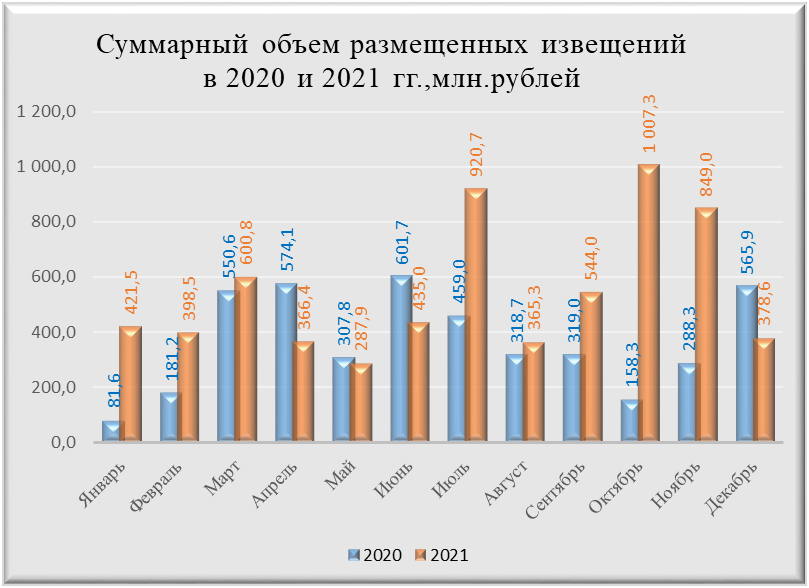 Суммарный объем размещенных извещений
в 2020 и 2021 гг.,млн.рублей
1 200,0
1 000,0
800,0
600,0
400,0
200,0
0,0
81,6
421,5
181,2
398,5
550,6
600,8
574,1
366,4
307,8
287,9
601,7
435,0
459,0
920,7
318,7
365,3
319,0
544,0
158,3
1 007,3
288,3
849,0
565,9
378,6
Январь
Февраль
Март
Апрель
Май
Июнь
Июль
Август
Сентябрь
Октябрь
Ноябрь
Декабрь
2020 2021